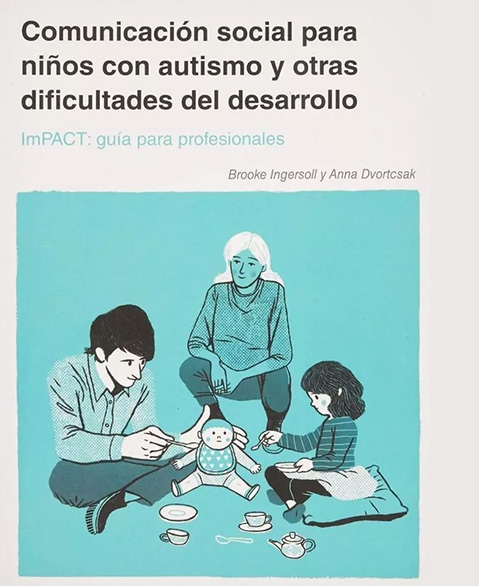 Comunicación social para
niños con autismo y otras
dificultades del desarrollo
ImPACT: guía para profesionales
Brooke Ingersoll y Anna Dvortcsak